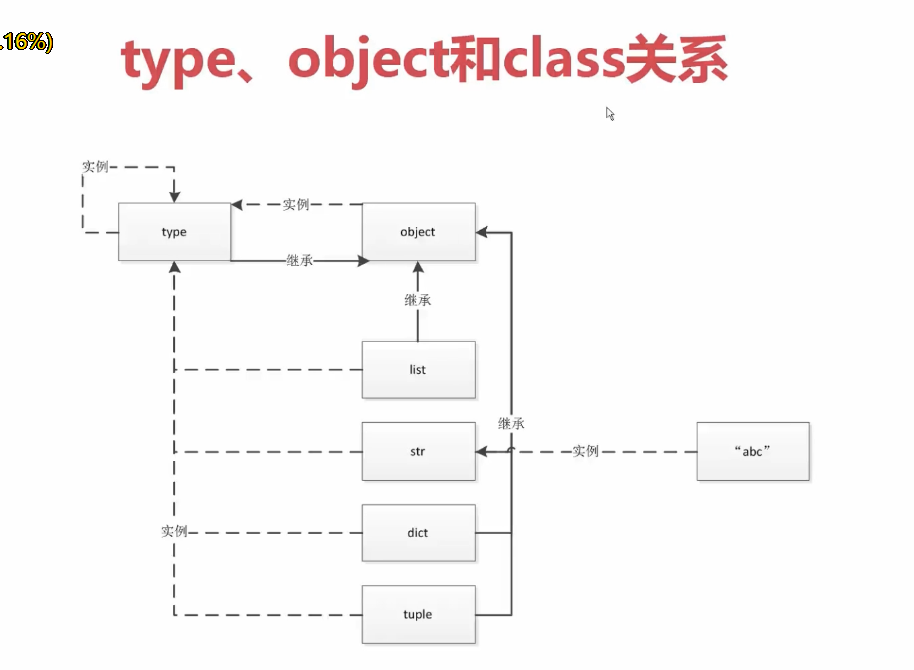 .16%)
type、object和class关系
实例
实例
type
object
继承
继承
list
继承
str
实例
“abc”
实例
dict
tuple